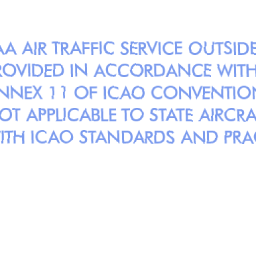 AA AIR TRAFFIC SERVICE OUTSIDE
ROVIDED IN ACCORDANCE WITH
NNEX 11 OF ICAO CONVENTION
OT APPLICABLE TO STATE AIRCRA
ITH ICAO STANDARDS AND PRA